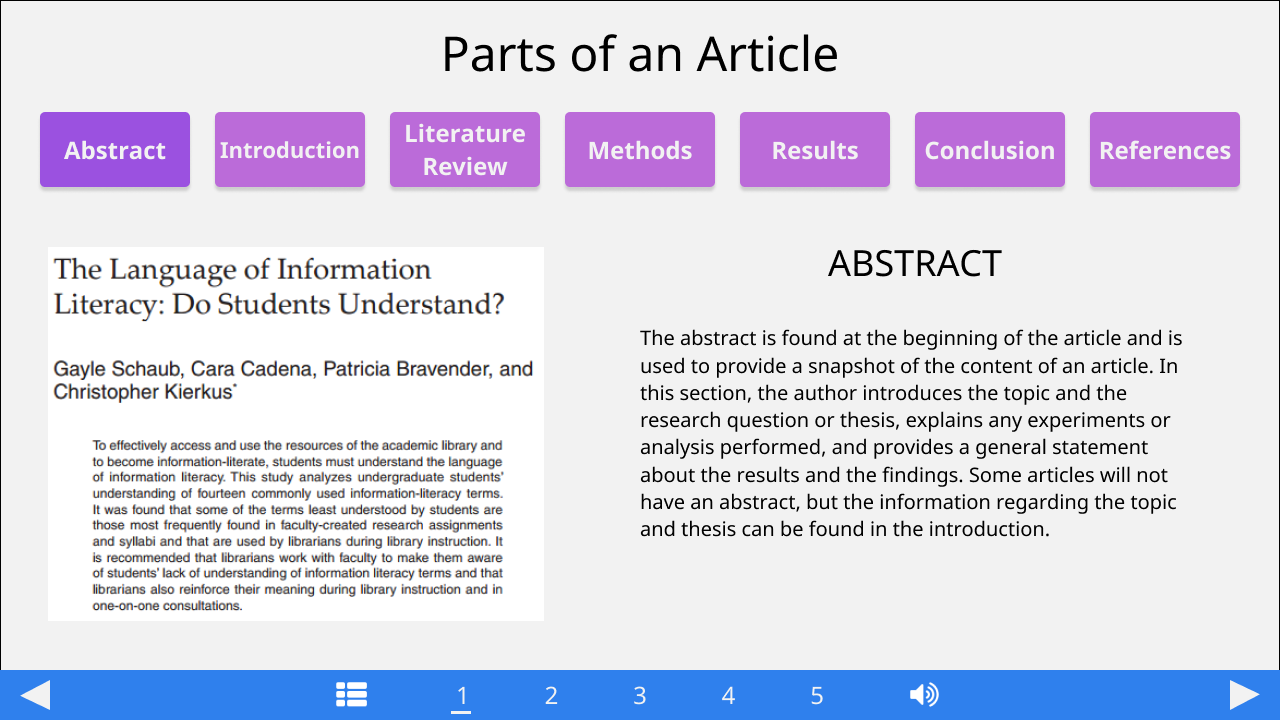 Parts of an Article
Abstract
Introduction
Literature
Review
Methods
Results
Conclusion
References
The Language of Information
Literacy: Do Students Understand?
Gayle Schaub, Cara Cadena, Patricia Bravender, and
Christopher Kierkus*
To effectively access and use the resources of the academic library and
to become information-literate, students must understand the language
of information literacy. This study analyzes undergraduate students'
understanding of fourteen commonly used information-literacy terms.
It was found that some of the terms least understood by students are
those most frequently found in faculty-created research assignments
and syllabi and that are used by librarians during library instruction. It
is recommended that librarians work with faculty to make them aware
of students' lack of understanding of information literacy terms and that
librarians also reinforce their meaning during library instruction and in
one-on-one consultations.
ABSTRACT
The abstract is found at the beginning of the article and is
used to provide a snapshot of the content of an article. In
this section, the author introduces the topic and the
research question or thesis, explains any experiments or
analysis performed, and provides a general statement
about the results and the findings. Some articles will not
have an abstract, but the information regarding the topic
and thesis can be found in the introduction.
1 2 3 4 5